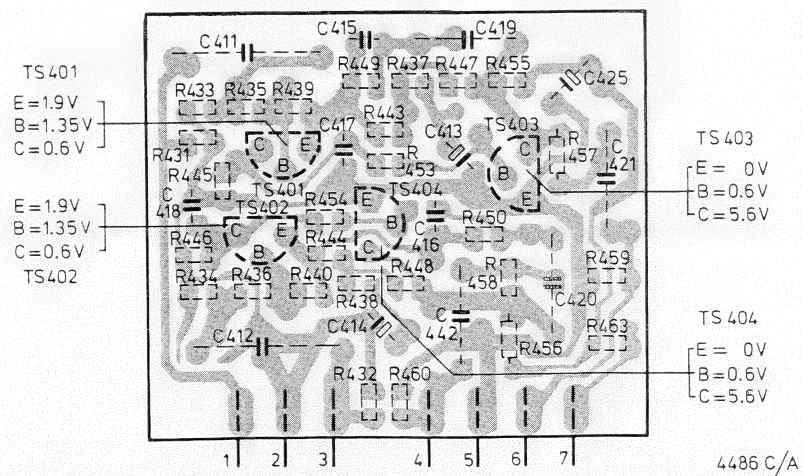 C411
C415
C419
TS401
E=1.9V
B=1.35V
C=0.6V
R449
R437
R447
R455
C425
R433
R435
R439
R443
C417
C413
TS403
R
457
C
421
TS403
E= 0V
B=0.6V
C=5.6V
C
E
B
R
453
C
B
E
R431
R445
C
418
TS401
TS402
R454
TS404
E
B
C
C
416
R450
E=1.9V
B=1.35V
C=0.6V
TS402
C
E
B
R446
R444
R434
R436
R440
R438
R448
R
458
C420
R459
C412
C414
C
442
R456
R463
TS404
E= 0V
B=0.6V
C=5.6V
R432
R460
1 2 3 4 5 6 7
4486 C/A